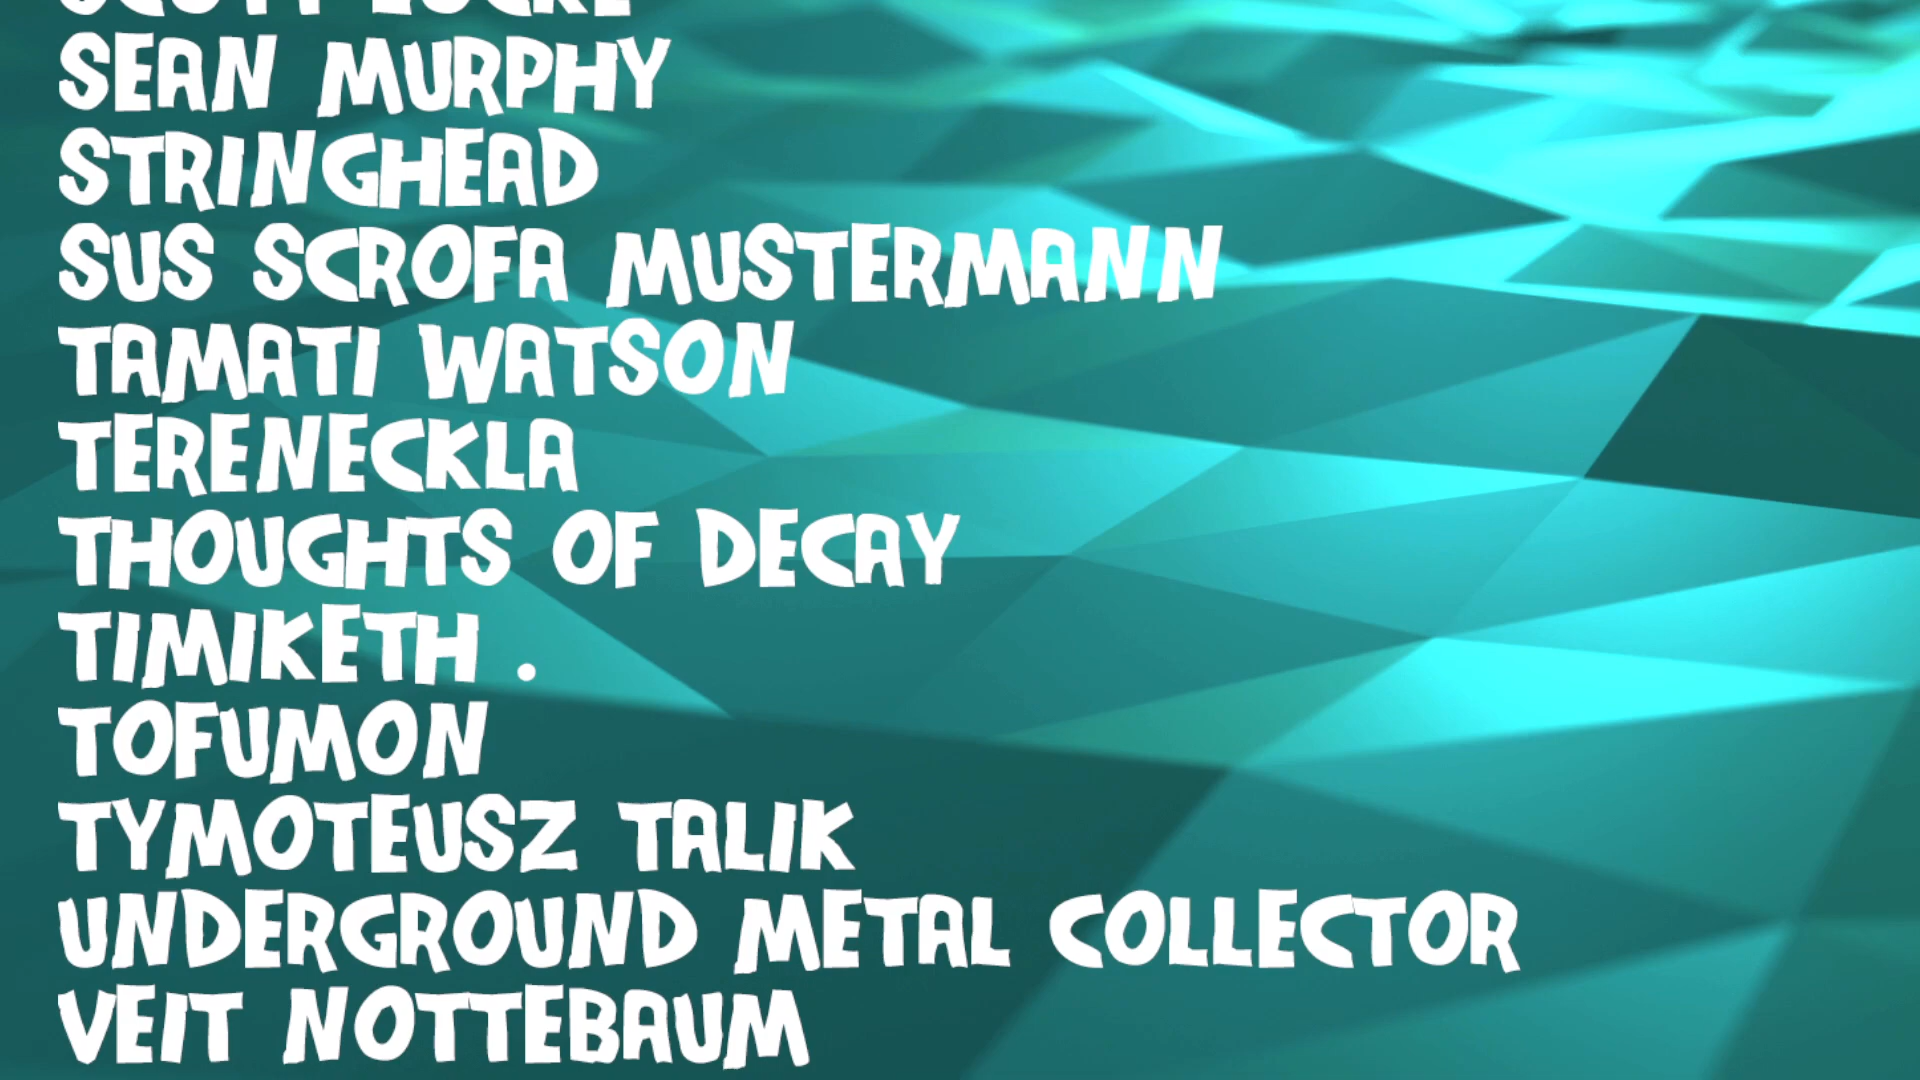 SEAN MURPHY
STRINGHEAD
SUS SCROFA MUSTERMANN
TAMATI WATSON
TERENECKLA
THOUGHTS OF DECAY
TIMIKETH .
TOFUMON
TYMOTEUSZ TALIK
UNDERGROUND METAL COLLECTOR
VEIT NOTTEBAUM